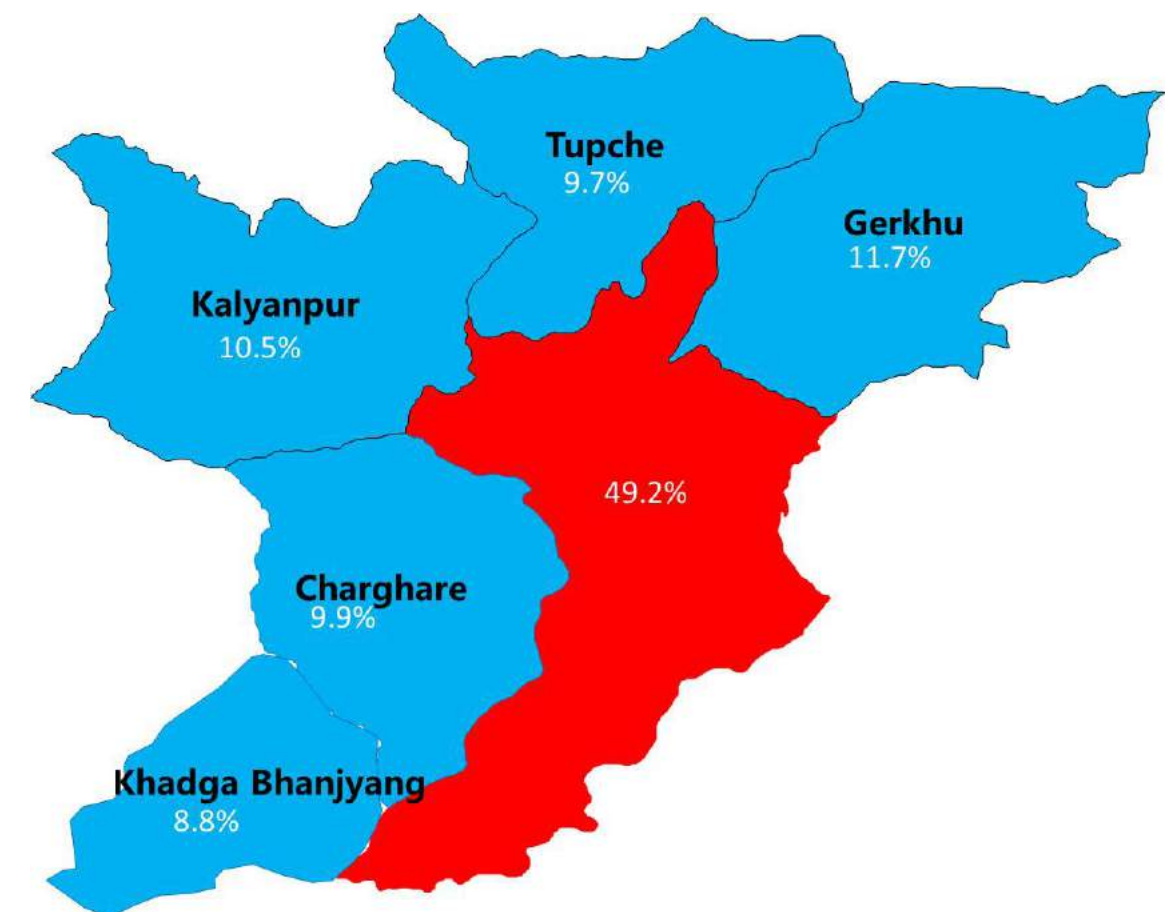 Tupche
9.7%
Gerkhu
11.7%
Kalyanpur
10.5%
49.2%
Charghare
9.9%
Khadga Bhanjyang
8.8%